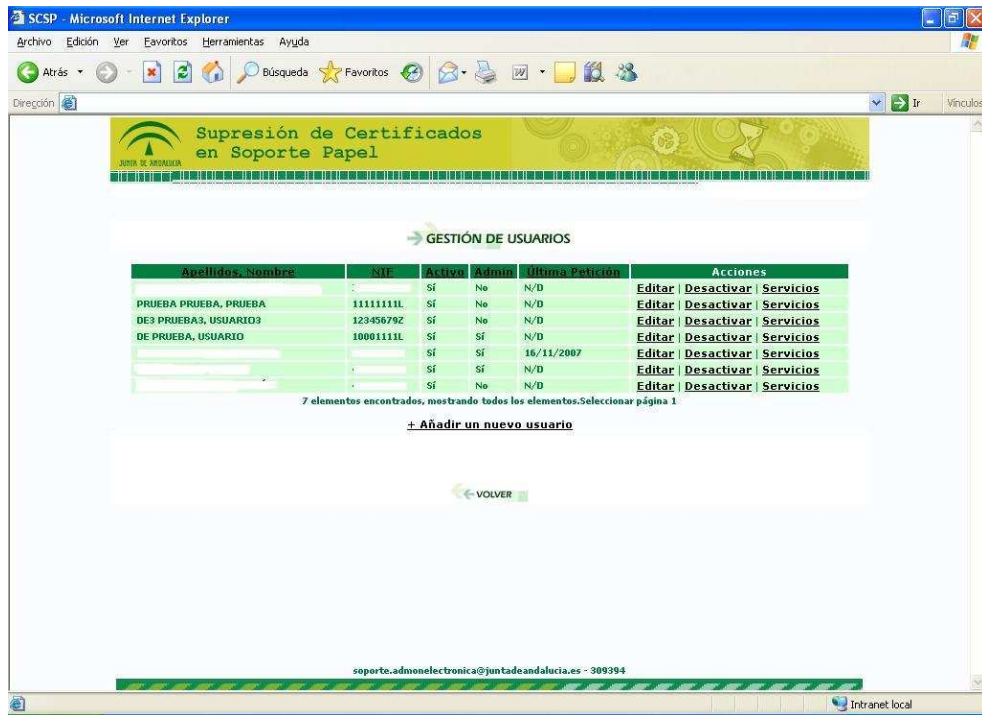 SCSP - Microsoft Internet Explorer
Archivo Edición Ver Favoritos Herramientas Ayuda
Atrás Búsqueda Favoritos
Dirección Ir Vínculos
Supresión de Certificados
en Soporte Papel
JUNTA DE ANDALUCIA
GESTIÓN DE USUARIOS
Apellidos, Nombre NIF Activo Admin Última Petición Acciones
Sí No N/D Editar | Desactivar | Servicios
PRUEBA PRUEBA, PRUEBA 11111111L Sí No N/D Editar | Desactivar | Servicios
DE3 PRUEBA3, USUARIO3 12345679Z Sí No N/D Editar | Desactivar | Servicios
DE PRUEBA, USUARIO 10001111L Sí Sí N/D Editar | Desactivar | Servicios
Sí Sí 16/11/2007 Editar | Desactivar | Servicios
Sí Sí N/D Editar | Desactivar | Servicios
Sí No N/D Editar | Desactivar | Servicios
7 elementos encontrados, mostrando todos los elementos.Seleccionar página 1
+ Añadir un nuevo usuario
VOLVER
soporte.admonelectronica@juntadeandalucia.es - 309394
Intranet local